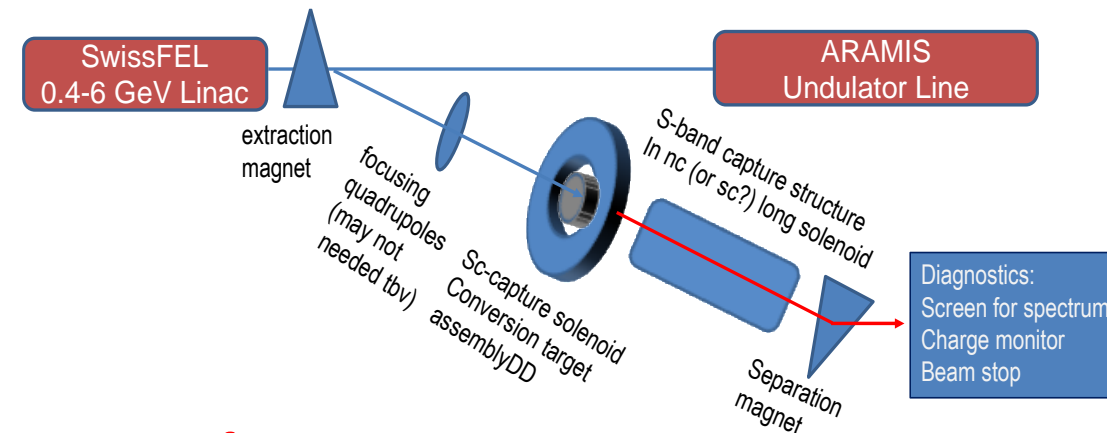 SwissFEL
0.4-6 GeV Linac
ARAMIS
Undulator Line
extraction
magnet
focusing
quadrupoles
(may not
needed tbv)
Sc-capture solenoid
Conversion target
assemblyDD
S-band capture structure
In nc (or sc?) long solenoid
Separation
magnet
Diagnostics:
Screen for spectrum
Charge monitor
Beam stop